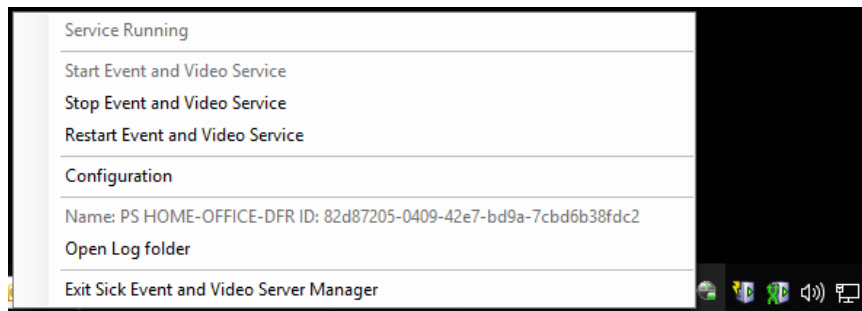 Service Running
Start Event and Video Service
Stop Event and Video Service
Restart Event and Video Service
Configuration
Name: PS HOME-OFFICE-DFR ID: 82d87205-0409-42e7-bd9a-7cbd6b38fdc2
Open Log folder
Exit Sick Event and Video Server Manager